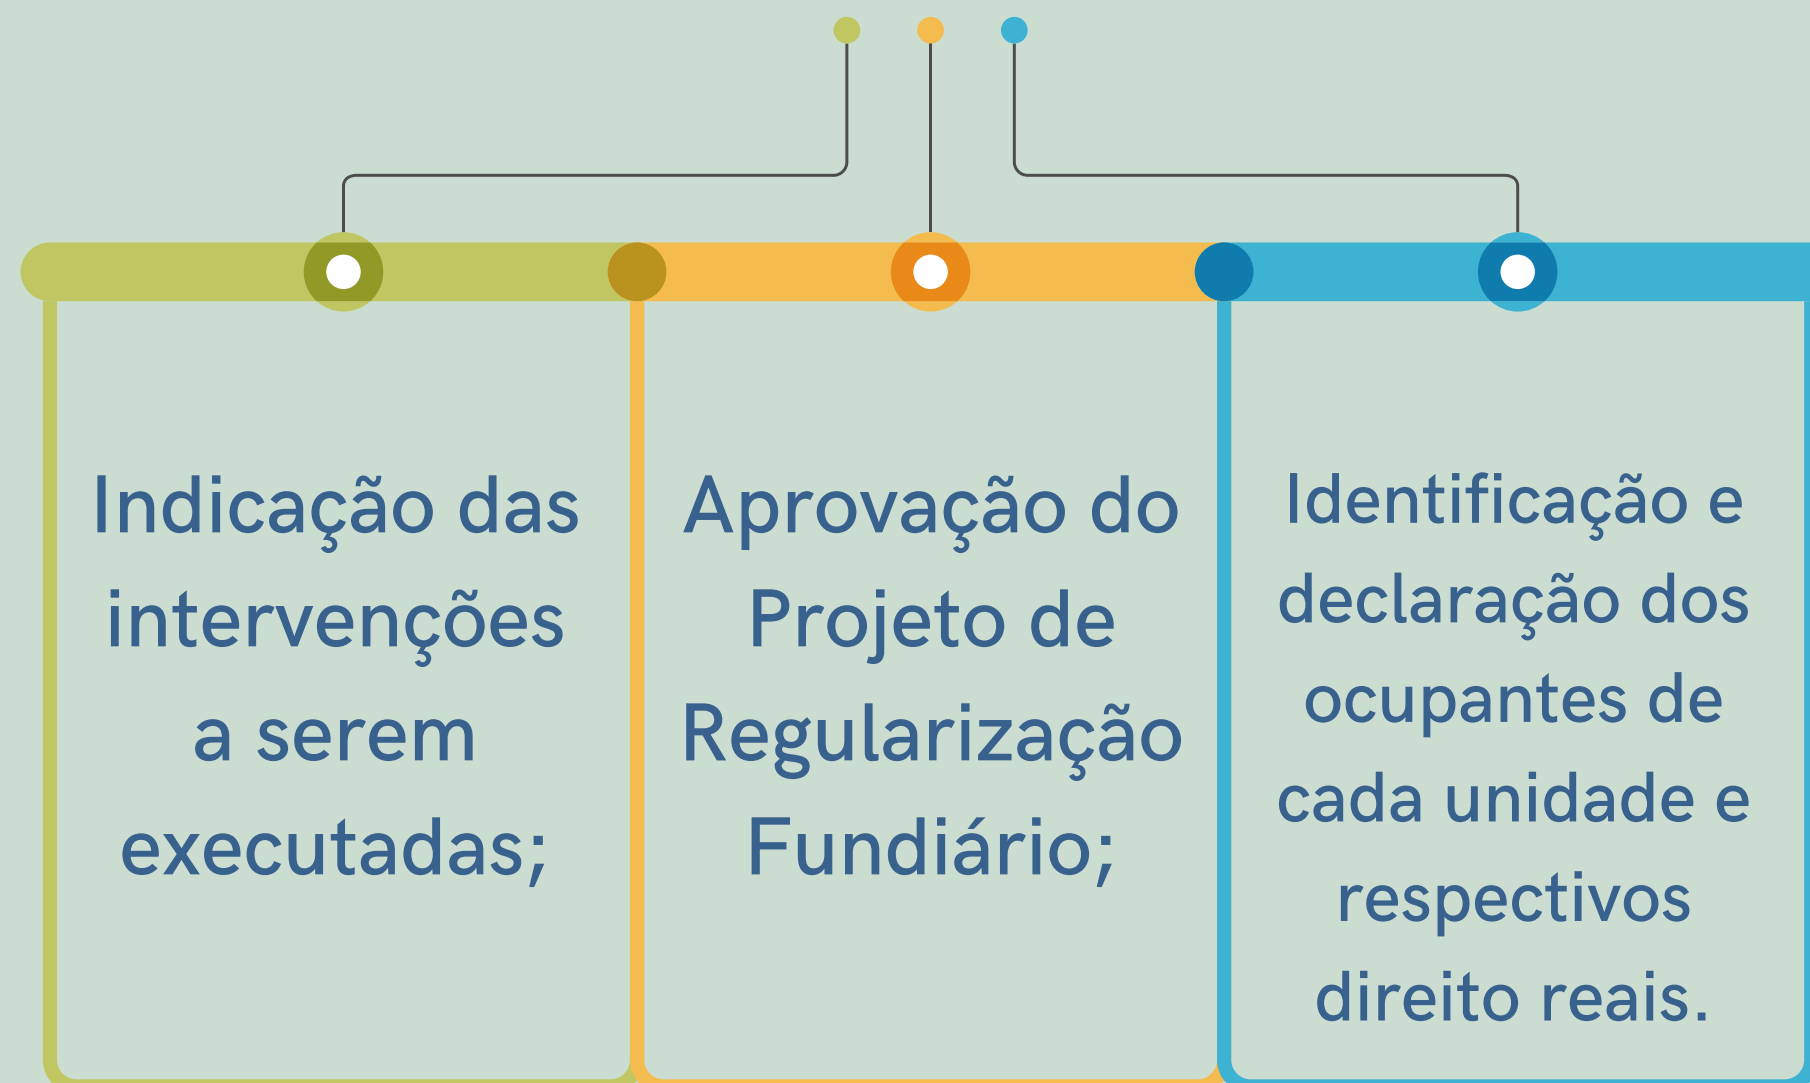 Indicação das
intervenções
a serem
executadas;
Aprovação do
Projeto de
Regularização
Fundiário;
Identificação e
declaração dos
ocupantes de
cada unidade e
respectivos
direito reais.